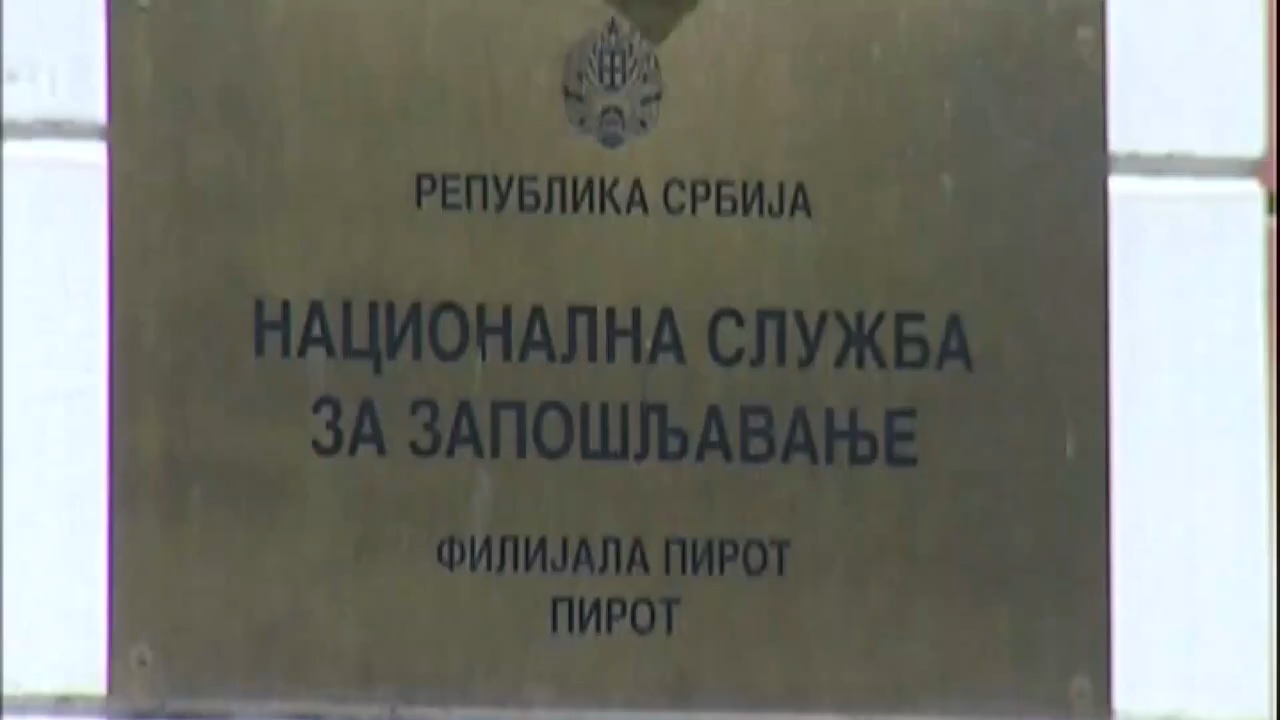 РЕПУБЛИКА СРБИЈА
НАЦИОНАЛНА СЛУЖБА
ЗА ЗАПОШЉАВАЊЕ
ФИЛИЈАЛА ПИРОТ
ПИРОТ